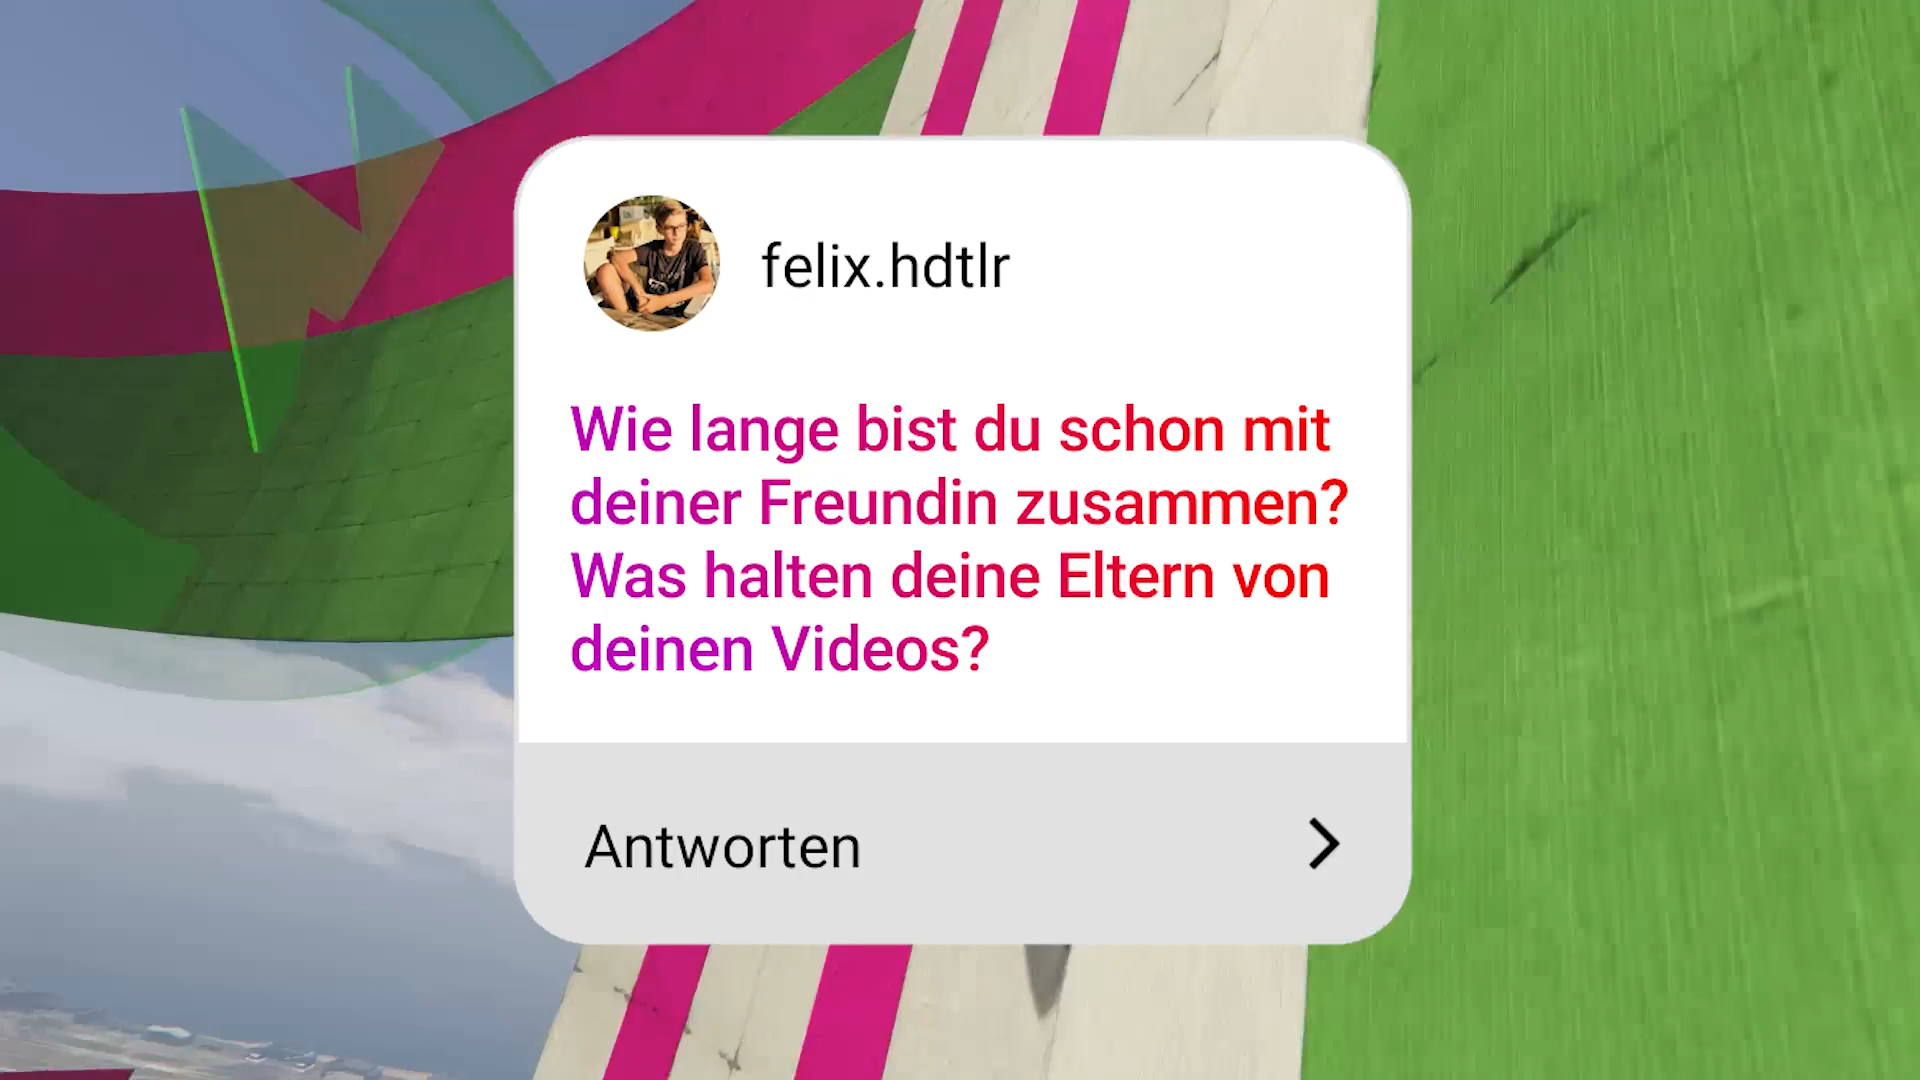 felix.hdtlr
Wie lange bist du schon mit
deiner Freundin zusammen?
Was halten deine Eltern von
deinen Videos?
Antworten